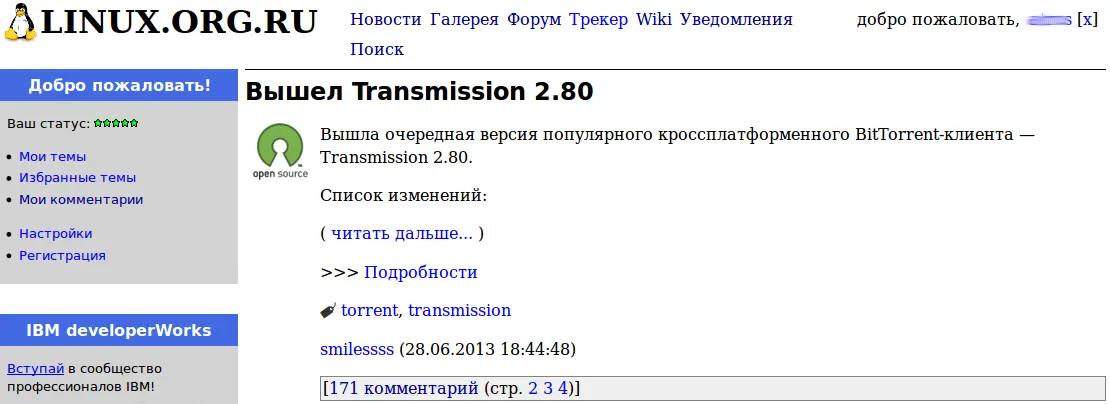 LINUX.ORG.RU
Новости Галерея Форум Трекер Wiki Уведомления
Поиск
добро пожаловать, [x]
Добро пожаловать!
Ваш статус:
Мои темы
Избранные темы
Мои комментарии
Настройки
Регистрация
IBM developerWorks
Вступай в сообщество
профессионалов IBM!
Вышел Transmission 2.80
open source
Вышла очередная версия популярного кроссплатформенного BitTorrent-клиента —
Transmission 2.80.
Список изменений:
( читать дальше... )
>>> Подробности
torrent, transmission
smilessss (28.06.2013 18:44:48)
[171 комментарий (стр. 2 3 4)]